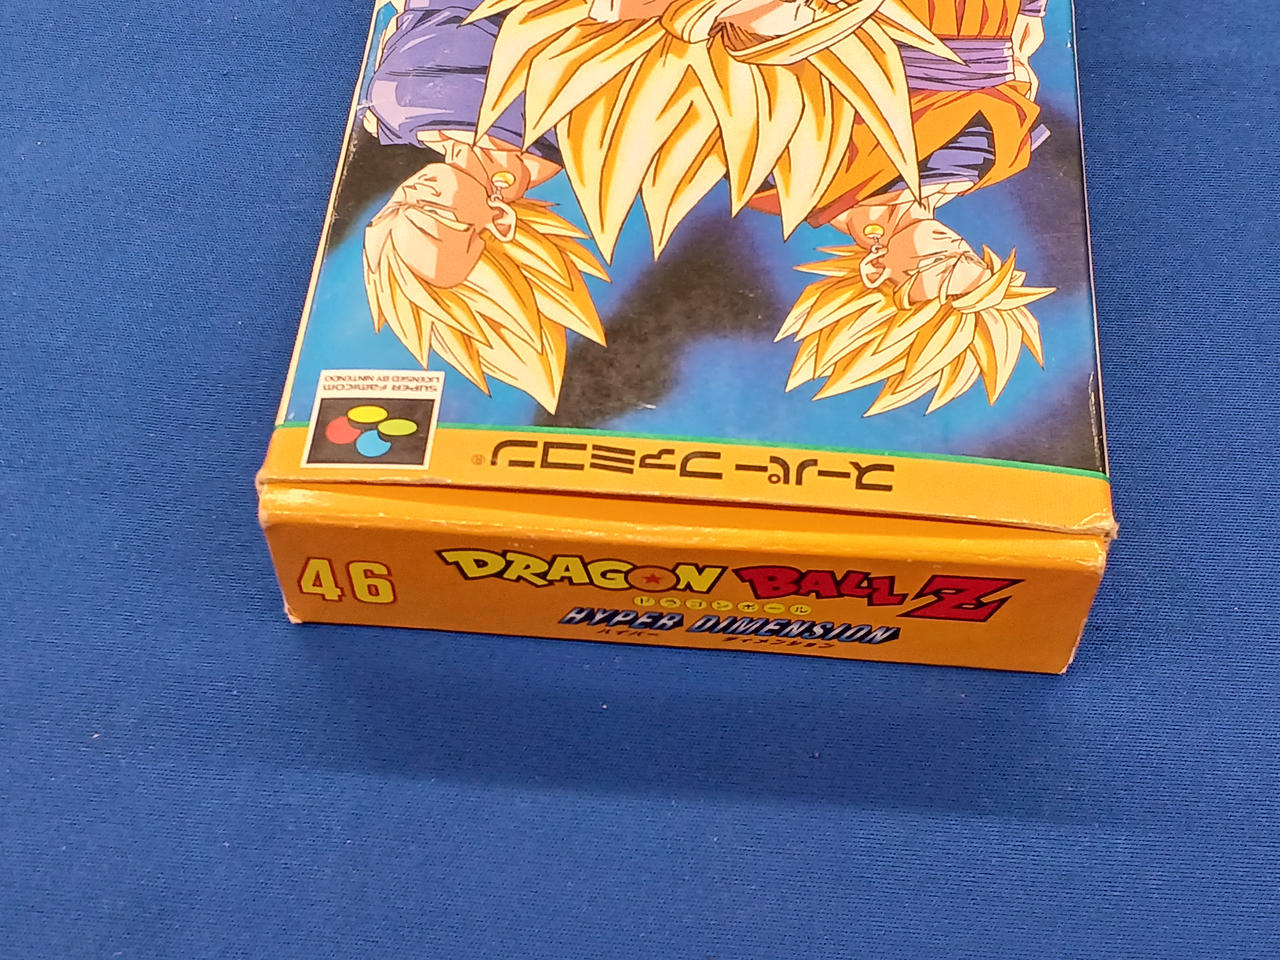 SUPER FAMICOM
LICENSED BY NINTENDO
スーパーファミコン®
46
DRAGON BALL Z
ドラゴンボール
HYPER DIMENSION
ハイパー ディメンション